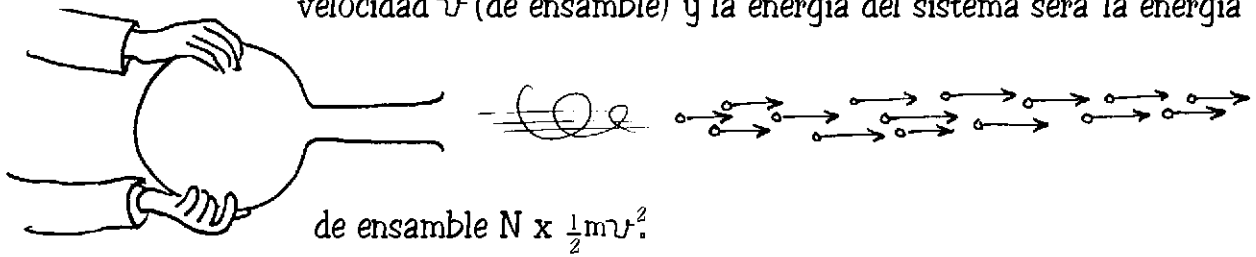 velocidad v (de ensamble) y la energía del sistema será la energía
de ensamble N x ½mv².